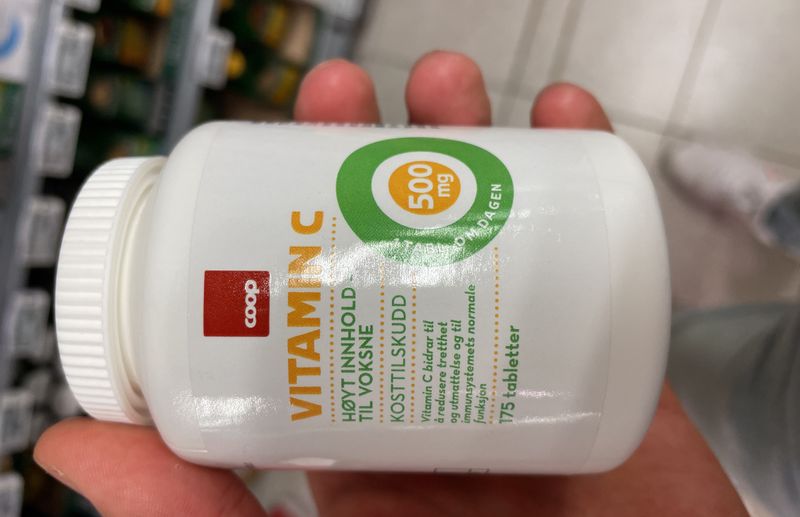 coop
VITAMIN C
HØYT INNHOLD -
TIL VOKSNE
KOSTTILSKUDD
Vitamin C bidrar til
å redusere tretthet
og utmattelse og til
immunsystemets normale
funksjon
175 tabletter
500
mg
OM DAGEN